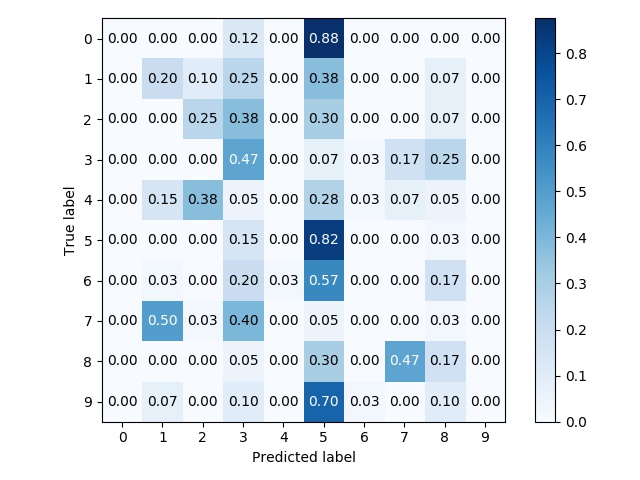 0 0.00 0.00 0.00 0.12 0.00 0.88 0.00 0.00 0.00 0.00
1 0.00 0.20 0.10 0.25 0.00 0.38 0.00 0.00 0.07 0.00
2 0.00 0.00 0.25 0.38 0.00 0.30 0.00 0.00 0.07 0.00
3 0.00 0.00 0.00 0.47 0.00 0.07 0.03 0.17 0.25 0.00
4 0.00 0.15 0.38 0.05 0.00 0.28 0.03 0.07 0.05 0.00
5 0.00 0.00 0.00 0.15 0.00 0.82 0.00 0.00 0.03 0.00
6 0.00 0.03 0.00 0.20 0.03 0.57 0.00 0.00 0.17 0.00
7 0.00 0.50 0.03 0.40 0.00 0.05 0.00 0.00 0.03 0.00
8 0.00 0.00 0.00 0.05 0.00 0.30 0.00 0.47 0.17 0.00
9 0.00 0.07 0.00 0.10 0.00 0.70 0.03 0.00 0.10 0.00
0 1 2 3 4 5 6 7 8 9
Predicted label
True label
0.8
0.7
0.6
0.5
0.4
0.3
0.2
0.1
0.0